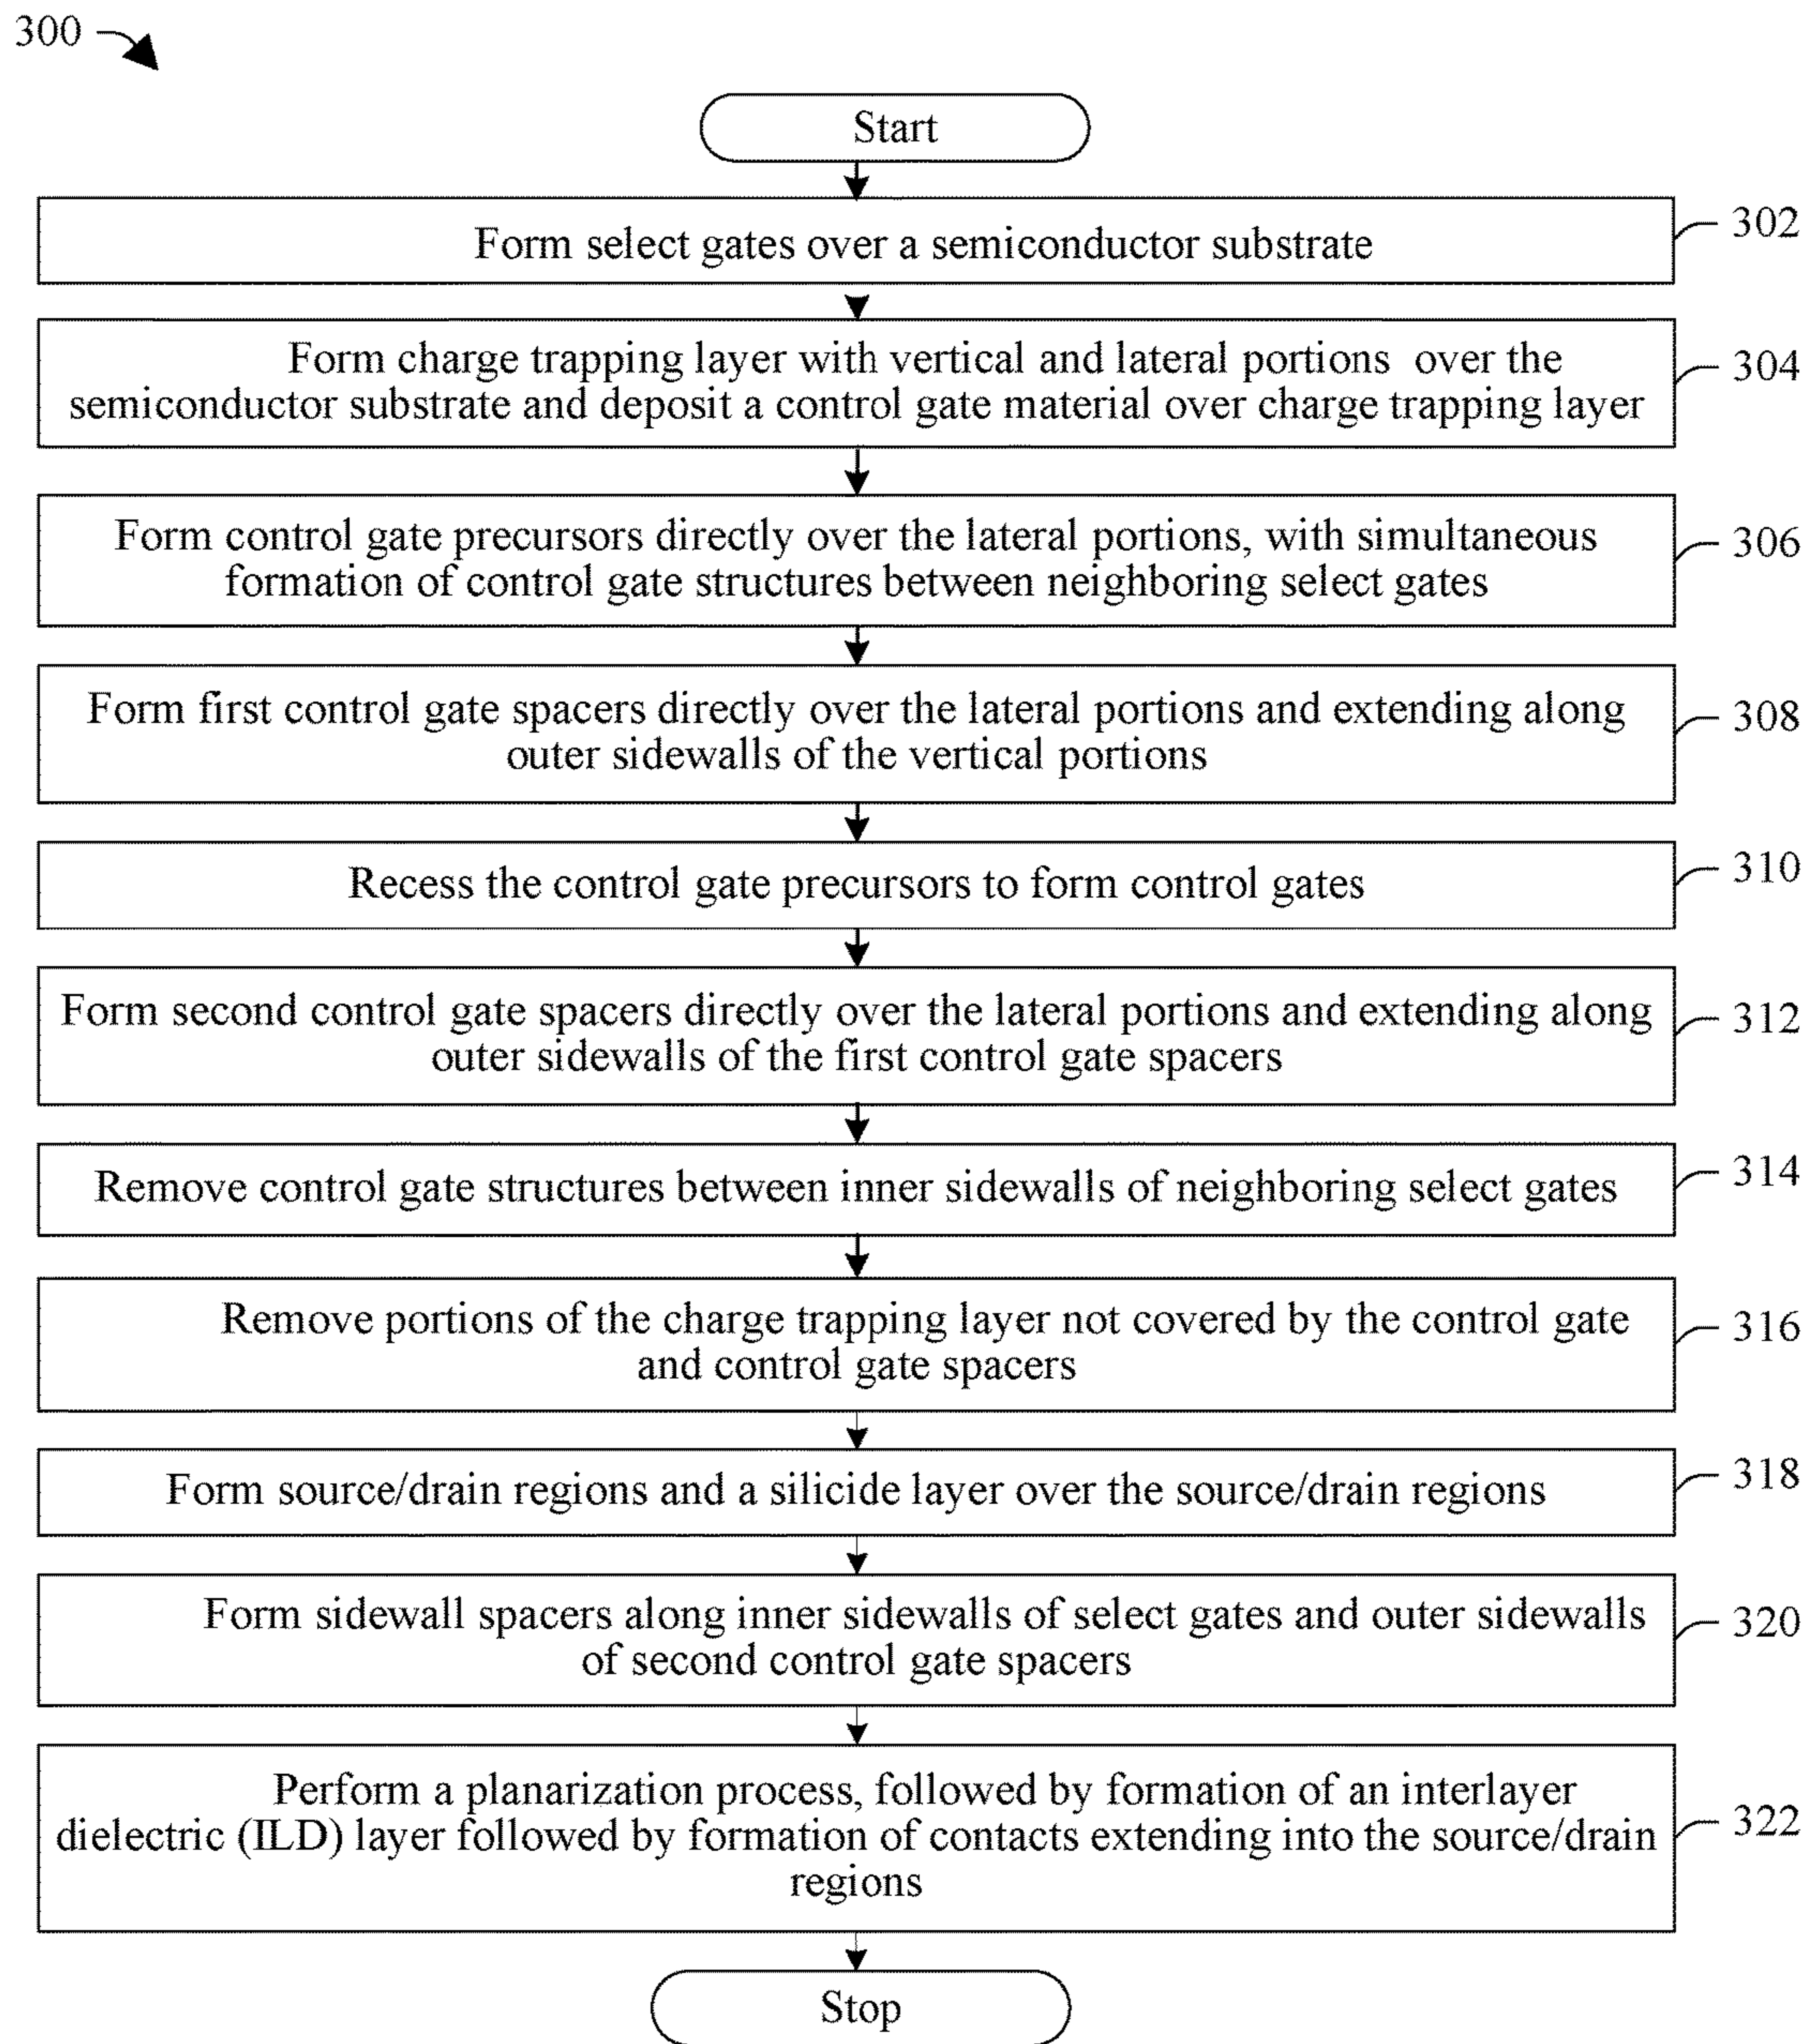 300
Start
Form select gates over a semiconductor substrate
302
Form charge trapping layer with vertical and lateral portions over the
semiconductor substrate and deposit a control gate material over charge trapping layer
304
Form control gate precursors directly over the lateral portions, with simultaneous
formation of control gate structures between neighboring select gates
306
Form first control gate spacers directly over the lateral portions and extending along
outer sidewalls of the vertical portions
308
Recess the control gate precursors to form control gates
310
Form second control gate spacers directly over the lateral portions and extending along
outer sidewalls of the first control gate spacers
312
Remove control gate structures between inner sidewalls of neighboring select gates
314
Remove portions of the charge trapping layer not covered by the control gate
and control gate spacers
316
Form source/drain regions and a silicide layer over the source/drain regions
318
Form sidewall spacers along inner sidewalls of select gates and outer sidewalls
of second control gate spacers
320
Perform a planarization process, followed by formation of an interlayer
dielectric (ILD) layer followed by formation of contacts extending into the source/drain
regions
322
Stop